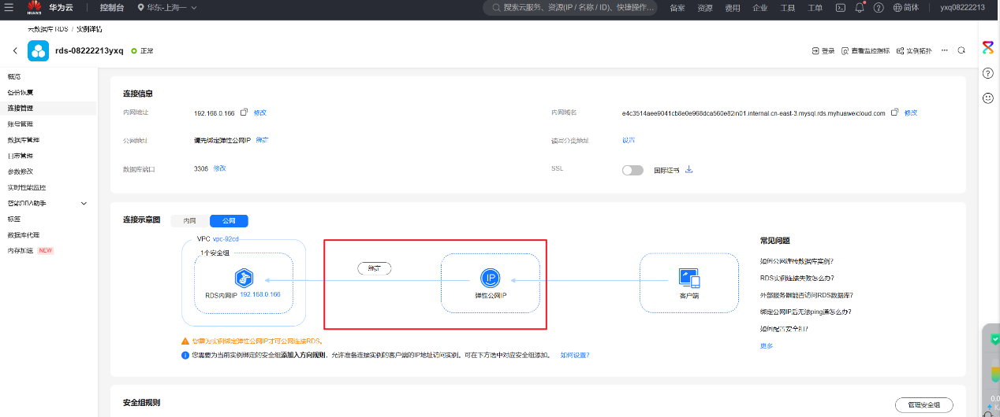 HUAWEI 华为云 控制台 华东-上海一 搜索云服务、资源(IP / 名称 / ID)、快捷操作... 备案 资源 费用 企业 工具 工单 简体 yxq08222213
云数据库 RDS / 实例详情
rds-08222213yxq 正常 登录 查看监控指标 实例拓扑 ...
概览
备份恢复
连接管理
账号管理
数据库管理
日志管理
参数修改
实时性能监控
智能DBA助手
标签
数据库代理
内存加速 NEW
连接信息
内网地址 192.168.0.166 修改 内网域名 e4c3514aee9041cb8e0e968dca560e82in01.internal.cn-east-3.mysql.rds.myhuaweicloud.com 修改
公网地址 请先绑定弹性公网IP 绑定 读写分离地址 设置
数据库端口 3306 修改 SSL 国际证书
连接示意图 内网 公网
VPC vpc-92cd
1个安全组
RDS内网IP 192.168.0.166
绑定
IP
弹性公网IP
客户端
常见问题
如何公网连接数据库实例?
RDS实例连接失败怎么办?
外部服务器能否访问RDS数据库?
绑定公网IP后无法ping通怎么办?
如何配置安全组?
更多
您需为实例绑定弹性公网IP才可公网连接RDS。
您需要为当前实例绑定的安全组添加入方向规则，允许准备连接实例的客户端的IP地址访问实例。可在下方选中对应安全组添加。 如何设置?
安全组规则 管理安全组